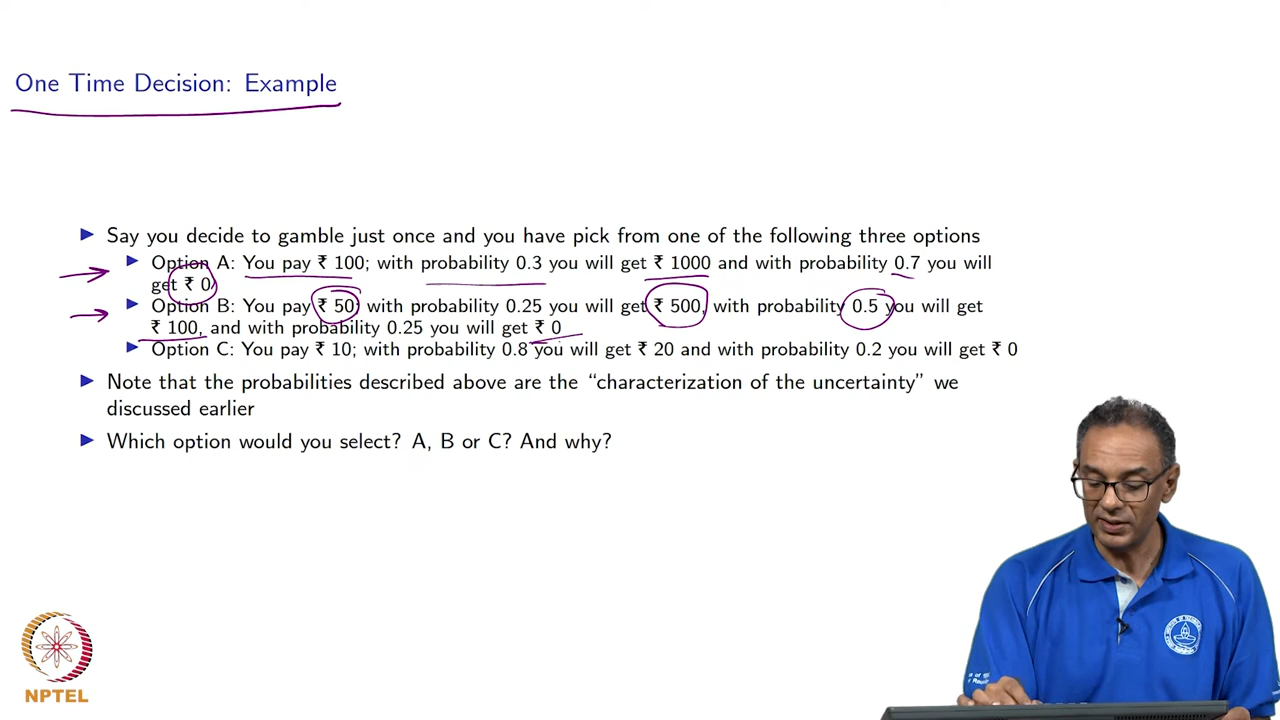 One Time Decision: Example
▶ Say you decide to gamble just once and you have pick from one of the following three options
▶ Option A: You pay ₹ 100; with probability 0.3 you will get ₹ 1000 and with probability 0.7 you will
get ₹ 0
▶ Option B: You pay ₹ 50; with probability 0.25 you will get ₹ 500, with probability 0.5 you will get
₹ 100, and with probability 0.25 you will get ₹ 0
▶ Option C: You pay ₹ 10; with probability 0.8 you will get ₹ 20 and with probability 0.2 you will get ₹ 0
▶ Note that the probabilities described above are the “characterization of the uncertainty” we
discussed earlier
▶ Which option would you select? A, B or C? And why?
NPTEL